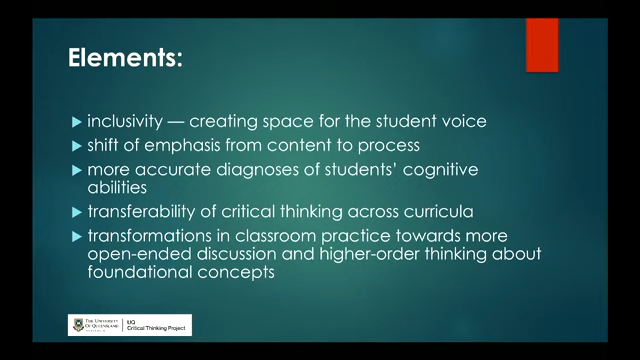 Elements:
inclusivity — creating space for the student voice
shift of emphasis from content to process
more accurate diagnoses of students' cognitive
abilities
transferability of critical thinking across curricula
transformations in classroom practice towards more
open-ended discussion and higher-order thinking about
foundational concepts
THE UNIVERSITY
OF QUEENSLAND
AUSTRALIA
UQ
Critical Thinking Project